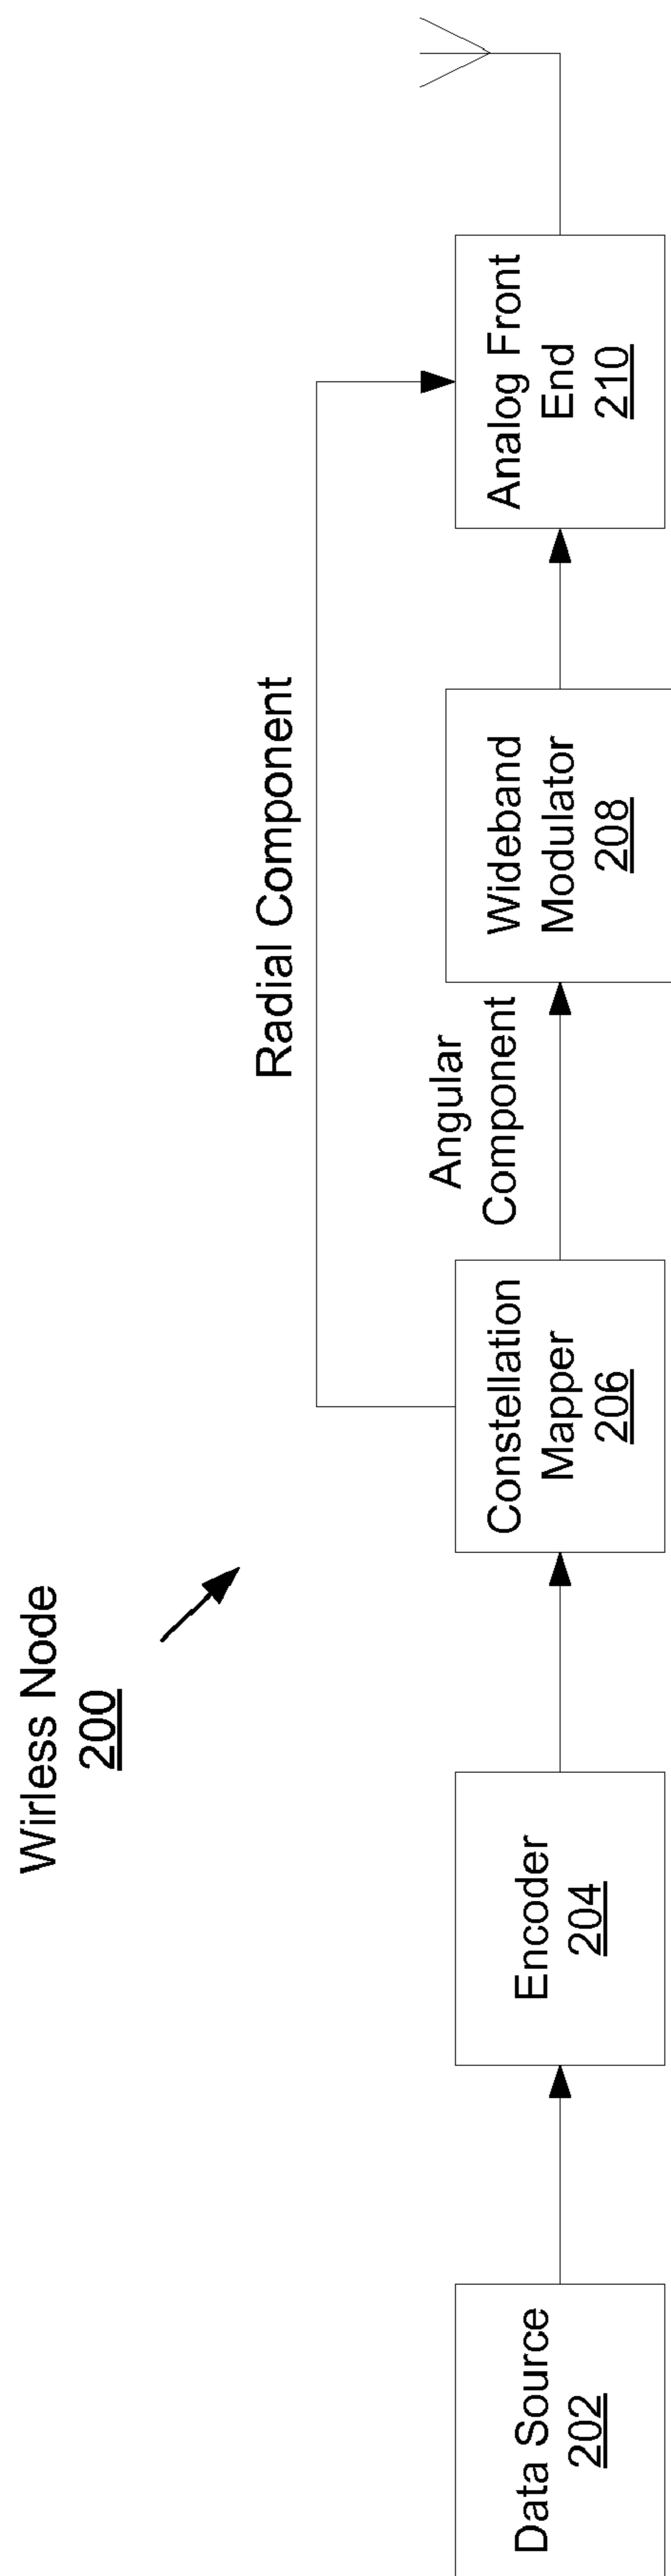 Wirless Node
200
Data Source
202
Encoder
204
Constellation
Mapper
206
Radial Component
Angular
Component
Wideband
Modulator
208
Analog Front
End
210